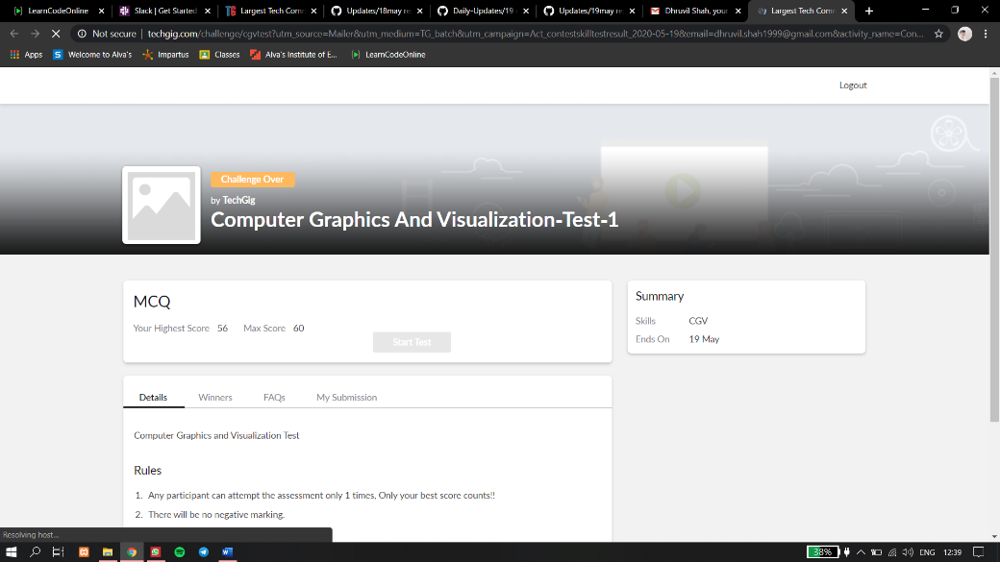 LearnCodeOnline
Slack | Get Started
Largest Tech Comm
Updates/18may re
Daily-Updates/19
Updates/19may re
Dhruvil Shah, your
Largest Tech Comm
Not secure | techgig.com/challenge/cgvtest?utm_source=Mailer&utm_medium=TG_batch&utm_campaign=Act_contestskilltestresult_2020-05-19&email=dhruvil.shah1999@gmail.com&activity_name=Con...
Apps
Welcome to Alva's
Impartus
Classes
Alva's Institute of E...
LearnCodeOnline
Logout
Challenge Over
by TechGig
Computer Graphics And Visualization-Test-1
MCQ
Your Highest Score 56 Max Score 60
Start Test
Summary
Skills CGV
Ends On 19 May
Details Winners FAQs My Submission
Computer Graphics and Visualization Test
Rules
1. Any participant can attempt the assessment only 1 times, Only your best score counts!!
2. There will be no negative marking.
Resolving host...
38% ENG 12:39